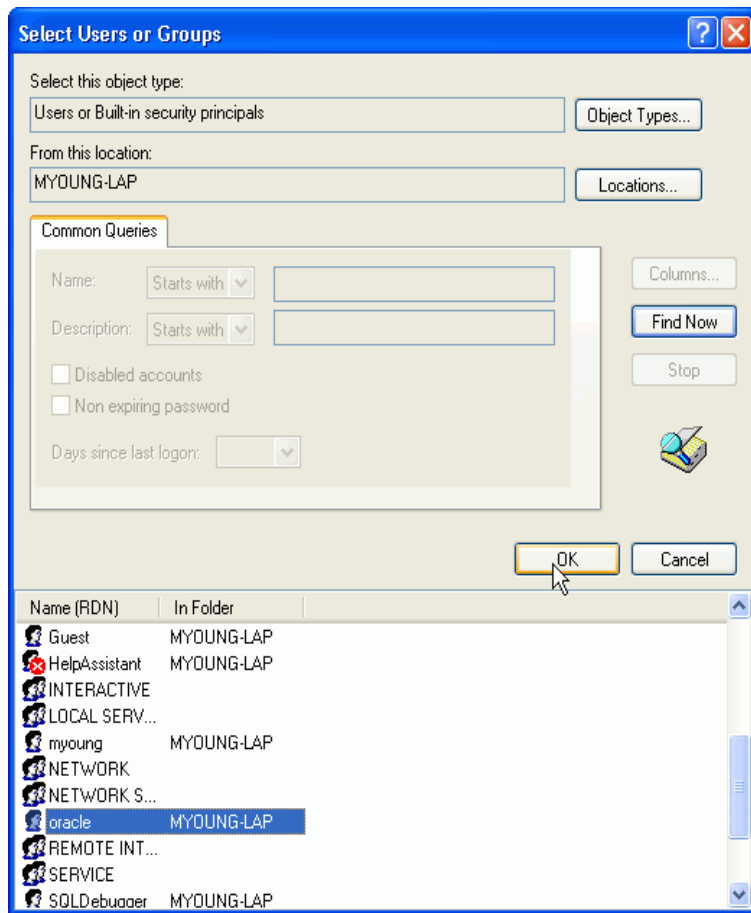 Select Users or Groups
Select this object type:
Users or Built-in security principals
Object Types...
From this location:
MYOUNG-LAP
Locations...
Common Queries
Name:
Starts with
Columns...
Description:
Starts with
Find Now
Disabled accounts
Stop
Non expiring password
Days since last logon:
OK
Cancel
Name (RDN) In Folder
Guest MYOUNG-LAP
HelpAssistant MYOUNG-LAP
INTERACTIVE
LOCAL SERV...
myoung MYOUNG-LAP
NETWORK
NETWORK S...
oracle MYOUNG-LAP
REMOTE INT...
SERVICE
SQLDebugger MYOUNG-LAP